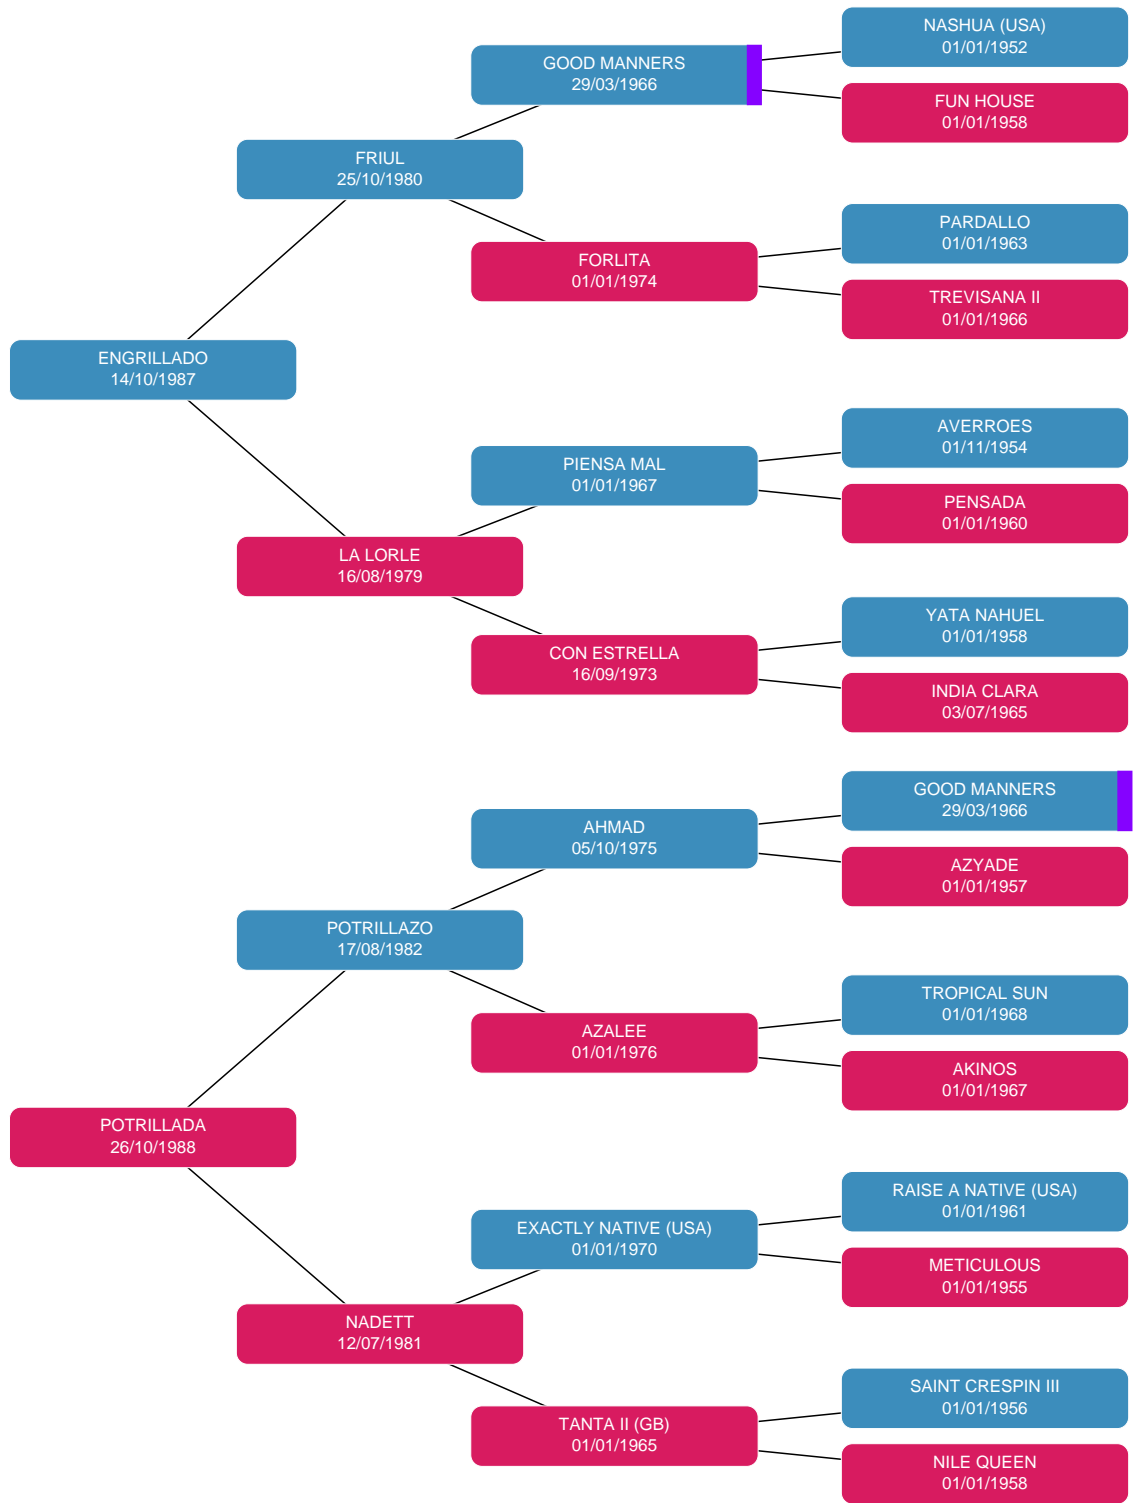 NASHUA (USA)
01/01/1952
GOOD MANNERS
29/03/1966
FUN HOUSE
01/01/1958
FRIUL
25/10/1980
PARDALLO
01/01/1963
FORLITA
01/01/1974
TREVISANA II
01/01/1966
ENGRILLADO
14/10/1987
AVERROES
01/11/1954
PIENSA MAL
01/01/1967
PENSADA
01/01/1960
LA LORLE
16/08/1979
YATA NAHUEL
01/01/1958
CON ESTRELLA
16/09/1973
INDIA CLARA
03/07/1965
GOOD MANNERS
29/03/1966
AHMAD
05/10/1975
AZYADE
01/01/1957
POTRILLAZO
17/08/1982
TROPICAL SUN
01/01/1968
AZALEE
01/01/1976
AKINOS
01/01/1967
POTRILLADA
26/10/1988
RAISE A NATIVE (USA)
01/01/1961
EXACTLY NATIVE (USA)
01/01/1970
METICULOUS
01/01/1955
NADETT
12/07/1981
SAINT CRESPIN III
01/01/1956
TANTA II (GB)
01/01/1965
NILE QUEEN
01/01/1958